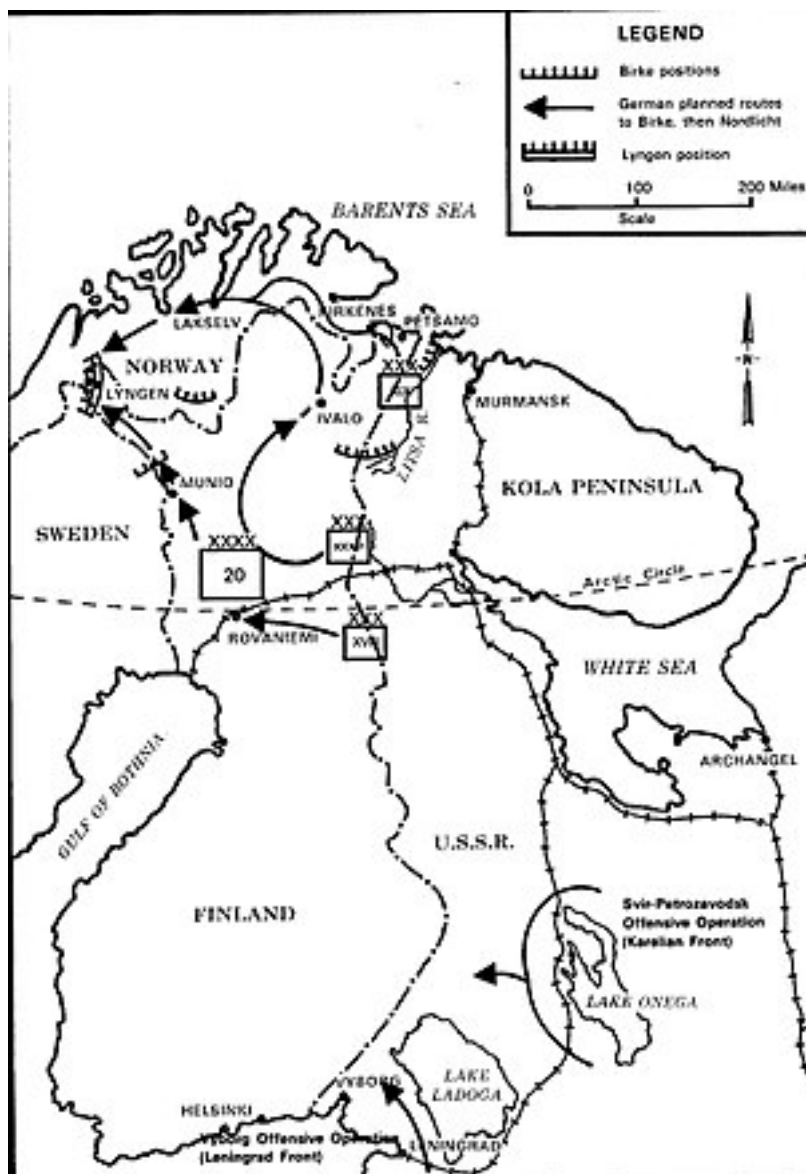 LEGEND
Birke positions
German planned routes
to Birke, then Nordlicht
Lyngen position
0 100 200 Miles
Scale
BARENTS SEA
LAKSELV
KIRKENES
PETSAMO
-N-
NORWAY
XXX
LYNGEN
IVALO
MURMANSK
LITSA R.
MUNIO
KOLA PENINSULA
SWEDEN
XXXX
XXX
20
Arctic Circle
XXX
ROVANIEMI
XVIII
WHITE SEA
ARCHANGEL
GULF OF BOTHNIA
U.S.S.R.
FINLAND
Svir-Petrozavodsk
Offensive Operation
(Karelian Front)
LAKE ONEGA
VYBORG
LAKE
LADOGA
HELSINKI
LENINGRAD
Offensive Operation
(Leningrad Front)